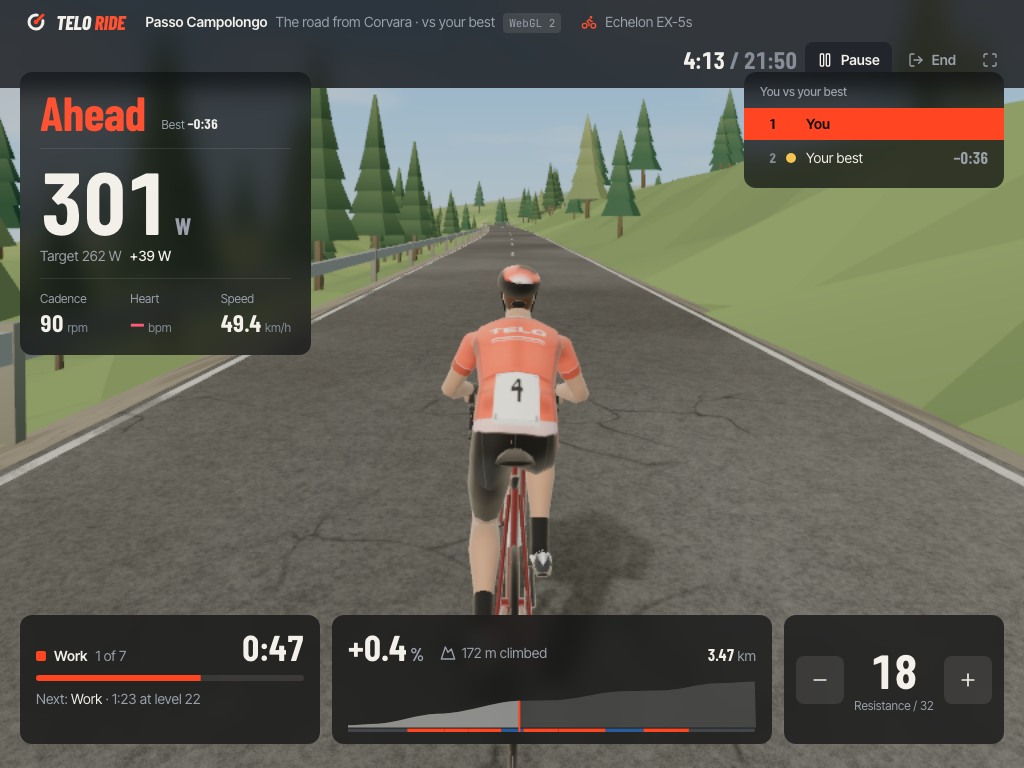 TELO RIDE Passo Campolongo The road from Corvara · vs your best WebGL 2 Echelon EX-5s
4:13 / 21:50 Pause End
Ahead Best −0:36
301 W
Target 262 W +39 W
Cadence Heart Speed
90 rpm – bpm 49.4 km/h
You vs your best
1 You
2 Your best −0:36
TELO
4
Work 1 of 7 0:47
Next: Work · 1:23 at level 22
+0.4 % 172 m climbed 3.47 km
− 18 +
Resistance / 32